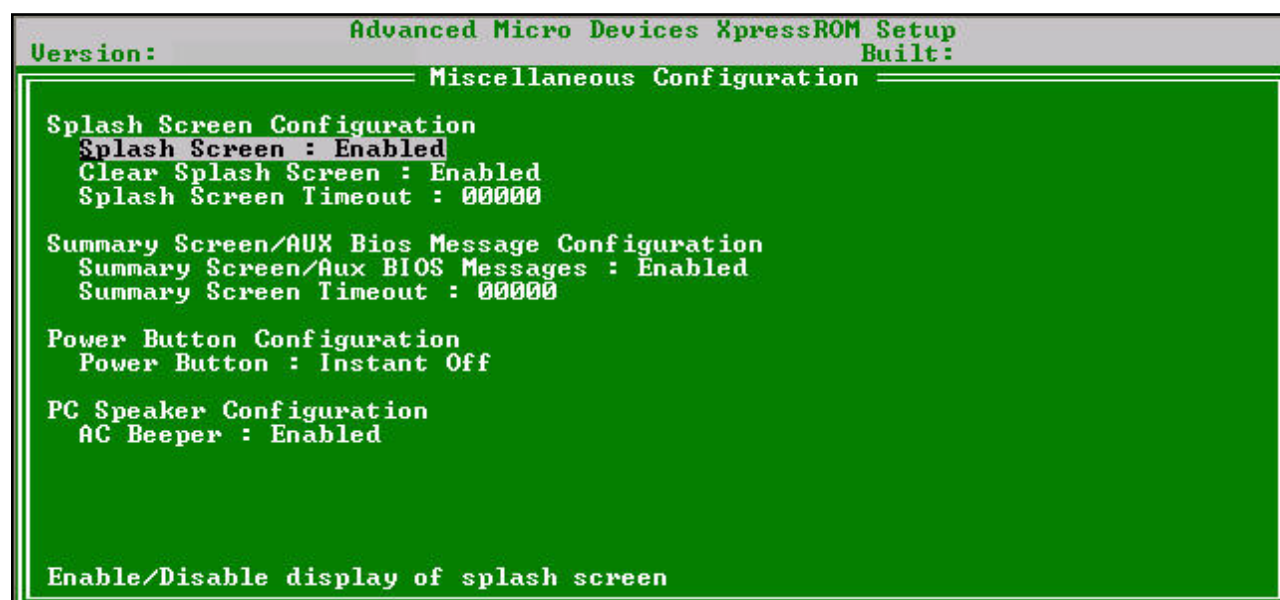 Advanced Micro Devices XpressROM Setup
Version: Built:
Miscellaneous Configuration
Splash Screen Configuration
Splash Screen : Enabled
Clear Splash Screen : Enabled
Splash Screen Timeout : 00000
Summary Screen/AUX Bios Message Configuration
Summary Screen/Aux BIOS Messages : Enabled
Summary Screen Timeout : 00000
Power Button Configuration
Power Button : Instant Off
PC Speaker Configuration
AC Beeper : Enabled
Enable/Disable display of splash screen